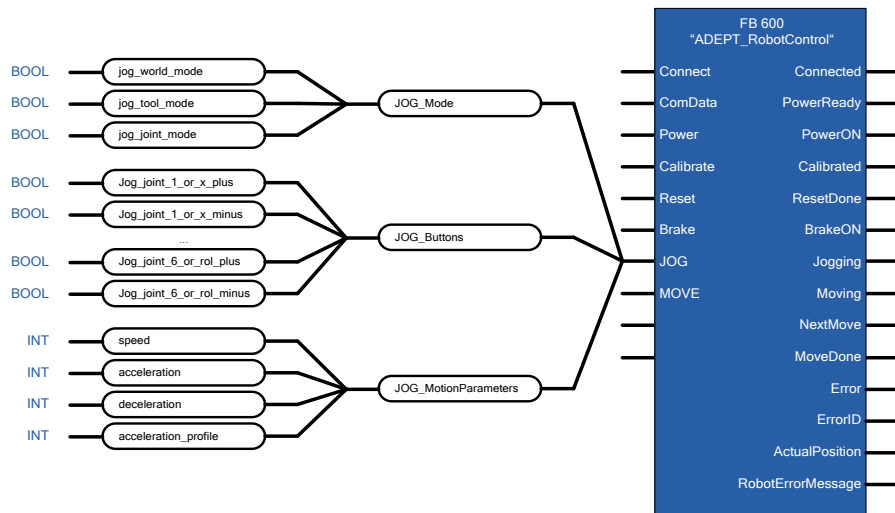 FB 600
“ADEPT_RobotControl“
BOOL jog_world_mode
BOOL jog_tool_mode
BOOL jog_joint_mode
JOG_Mode
BOOL Jog_joint_1_or_x_plus
BOOL Jog_joint_1_or_x_minus
...
BOOL Jog_joint_6_or_rol_plus
BOOL Jog_joint_6_or_rol_minus
JOG_Buttons
INT speed
INT acceleration
INT deceleration
INT acceleration_profile
JOG_MotionParameters
Connect Connected
ComData PowerReady
Power PowerON
Calibrate Calibrated
Reset ResetDone
Brake BrakeON
JOG Jogging
MOVE Moving
NextMove
MoveDone
Error
ErrorID
ActualPosition
RobotErrorMessage